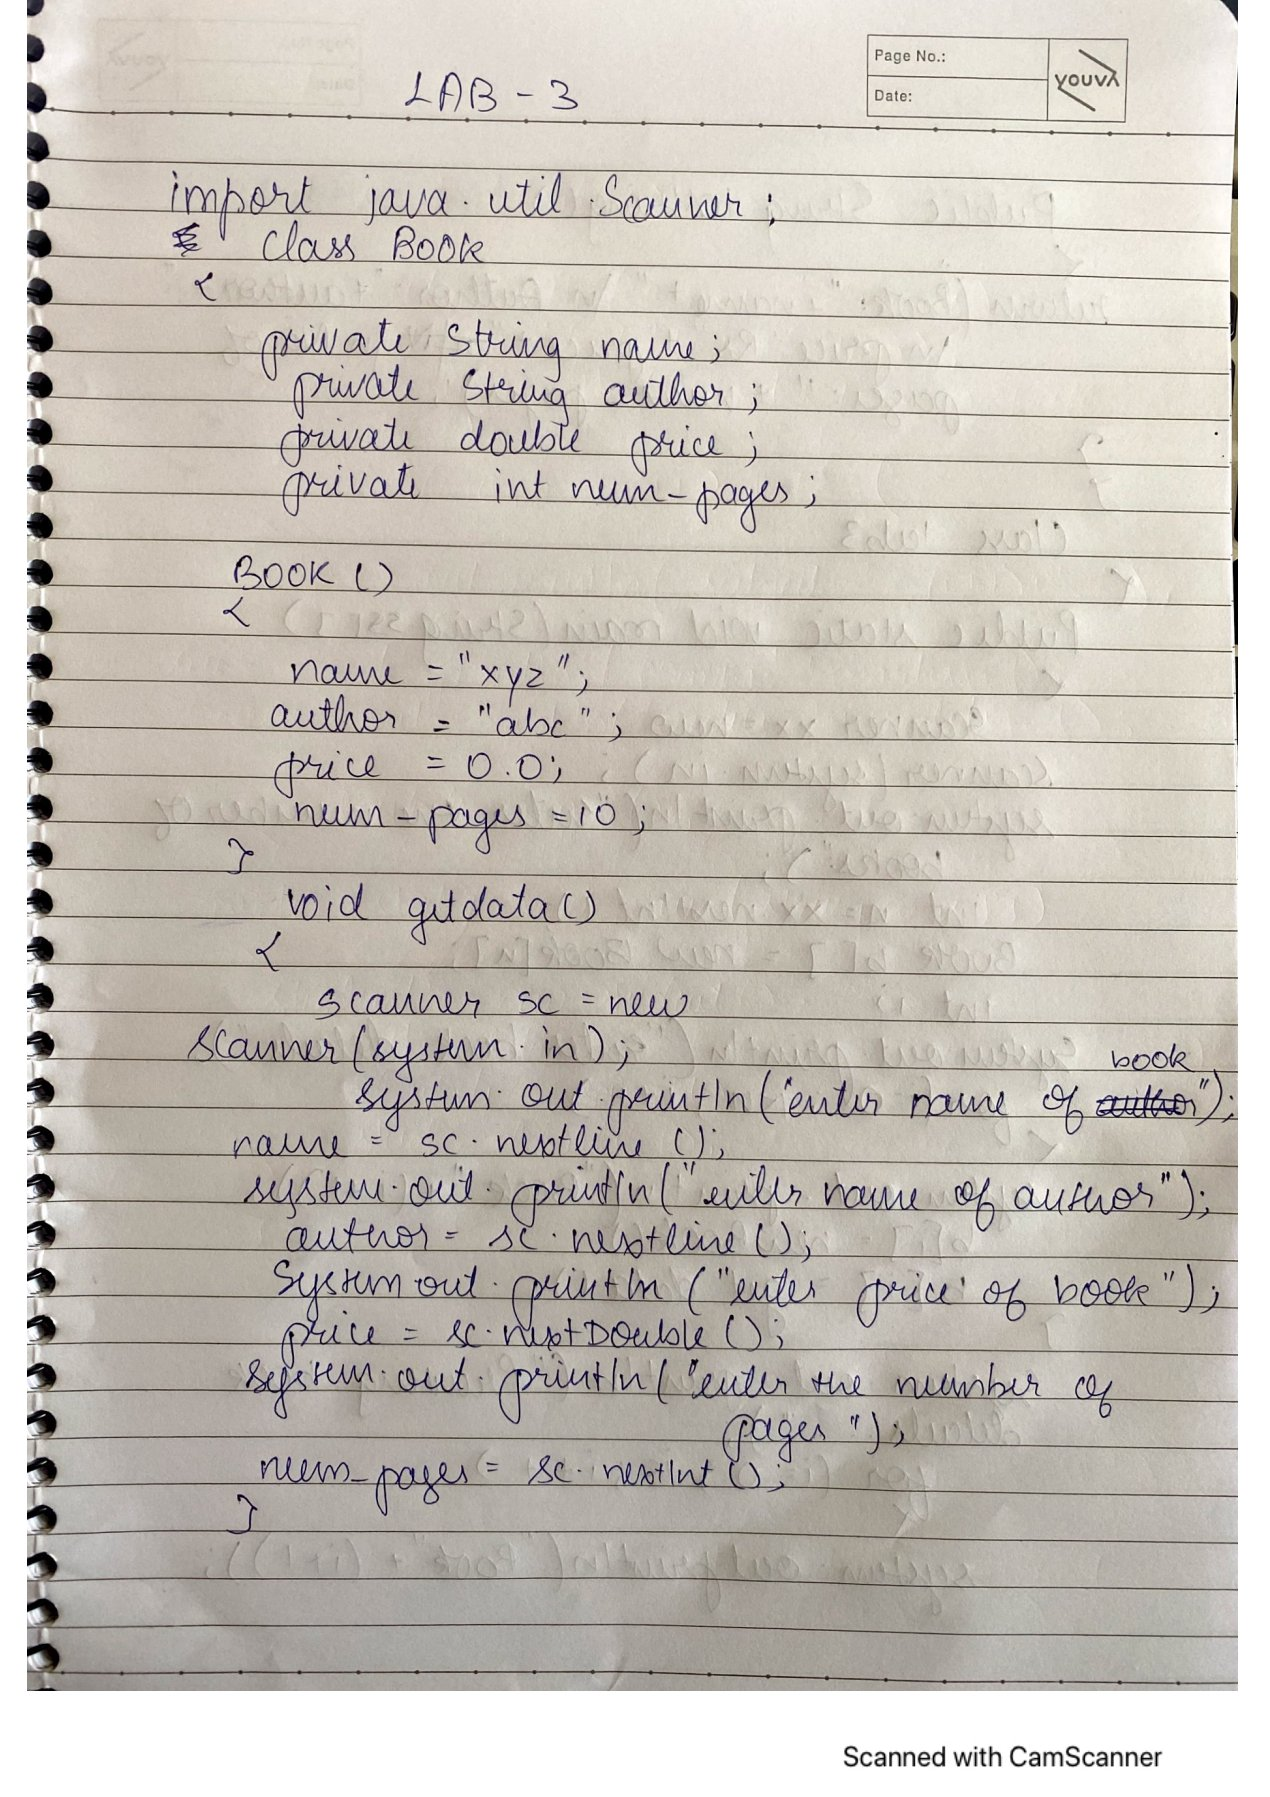 Page No.:
Date:
youva
LAB - 3
import java.util.Scanner;
class BOOK
{
private String name;
private String author;
private double price;
private int num-pages;
BOOK ()
{
name = "xyz";
author = "abc";
price = 0.0;
num-pages = 10;
}
void getdata()
{
scanner sc = new
scanner(system.in);
book
system.out.println("enter name of author");
name = sc.nextline ();
system.out.println("enter name of author");
author = sc.nextline ();
System out.println ("enter price of book");
price = sc.nextDouble ();
system.out.println("enter the number of
pages");
num_pages = sc.nextInt ();
}
Scanned with CamScanner